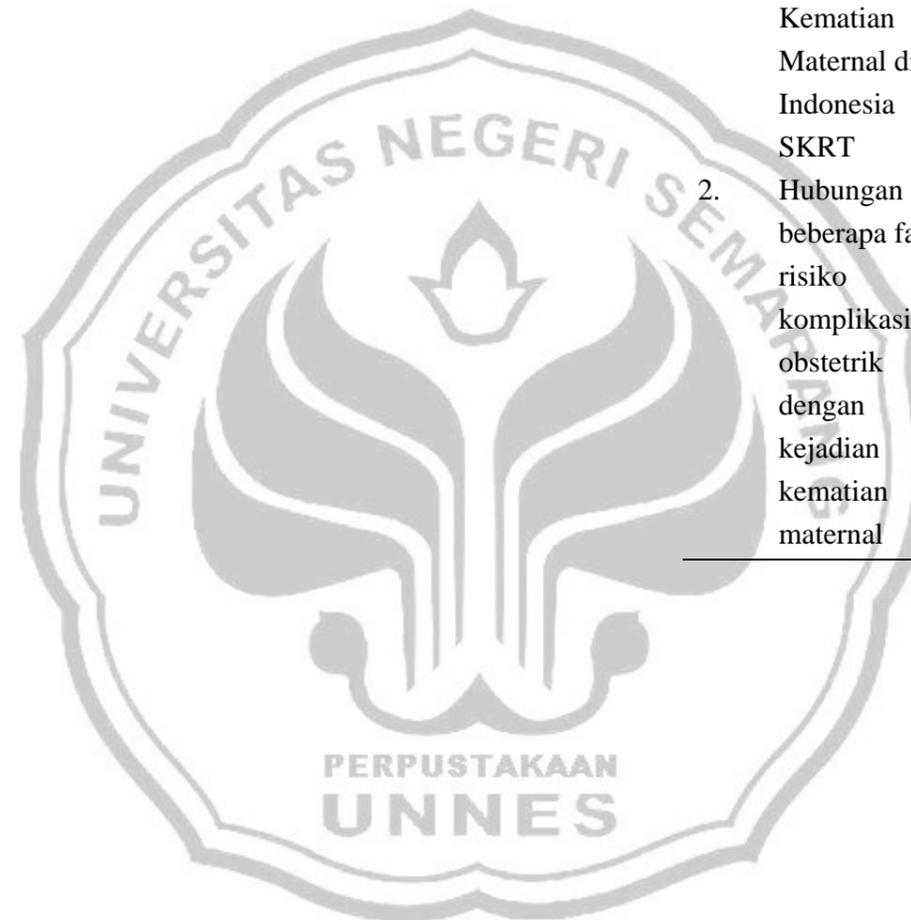 Kematian
Maternal di
Indonesia
SKRT
2. Hubungan
beberapa
risiko
komplikasi
obstetrik
dengan
kejadian
kematian
maternal
UNIVERSITAS NEGERI SEMARANG
PERPUSTAKAAN
UNNES